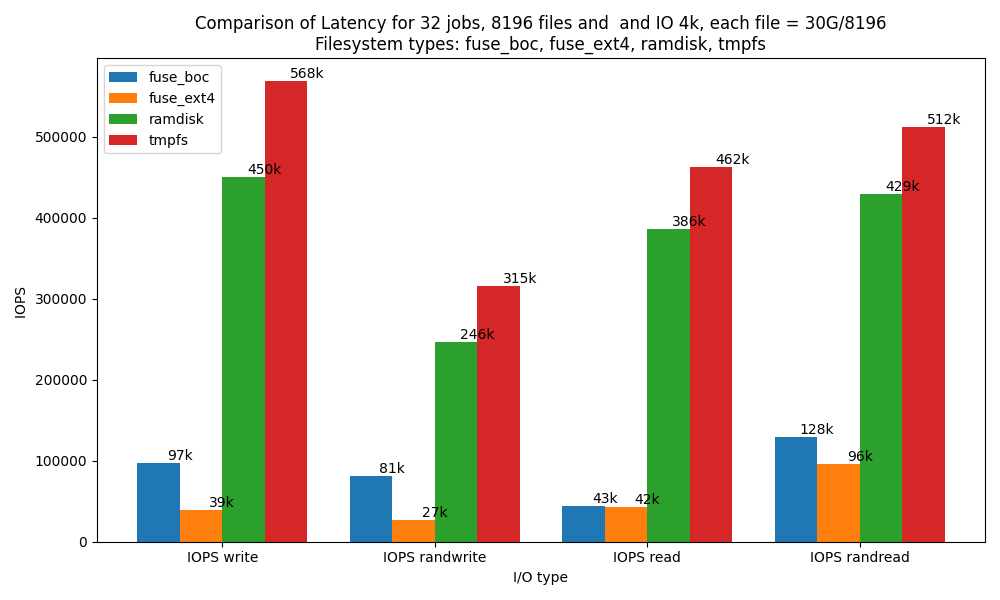 Comparison of Latency for 32 jobs, 8196 files and  and IO 4k, each file = 30G/8196
Filesystem types: fuse_boc, fuse_ext4, ramdisk, tmpfs
fuse_boc
fuse_ext4
ramdisk
tmpfs
IOPS
500000
400000
300000
200000
100000
0
97k
39k
450k
568k
81k
27k
246k
315k
43k
42k
386k
462k
128k
96k
429k
512k
IOPS write
IOPS randwrite
IOPS read
IOPS randread
I/O type